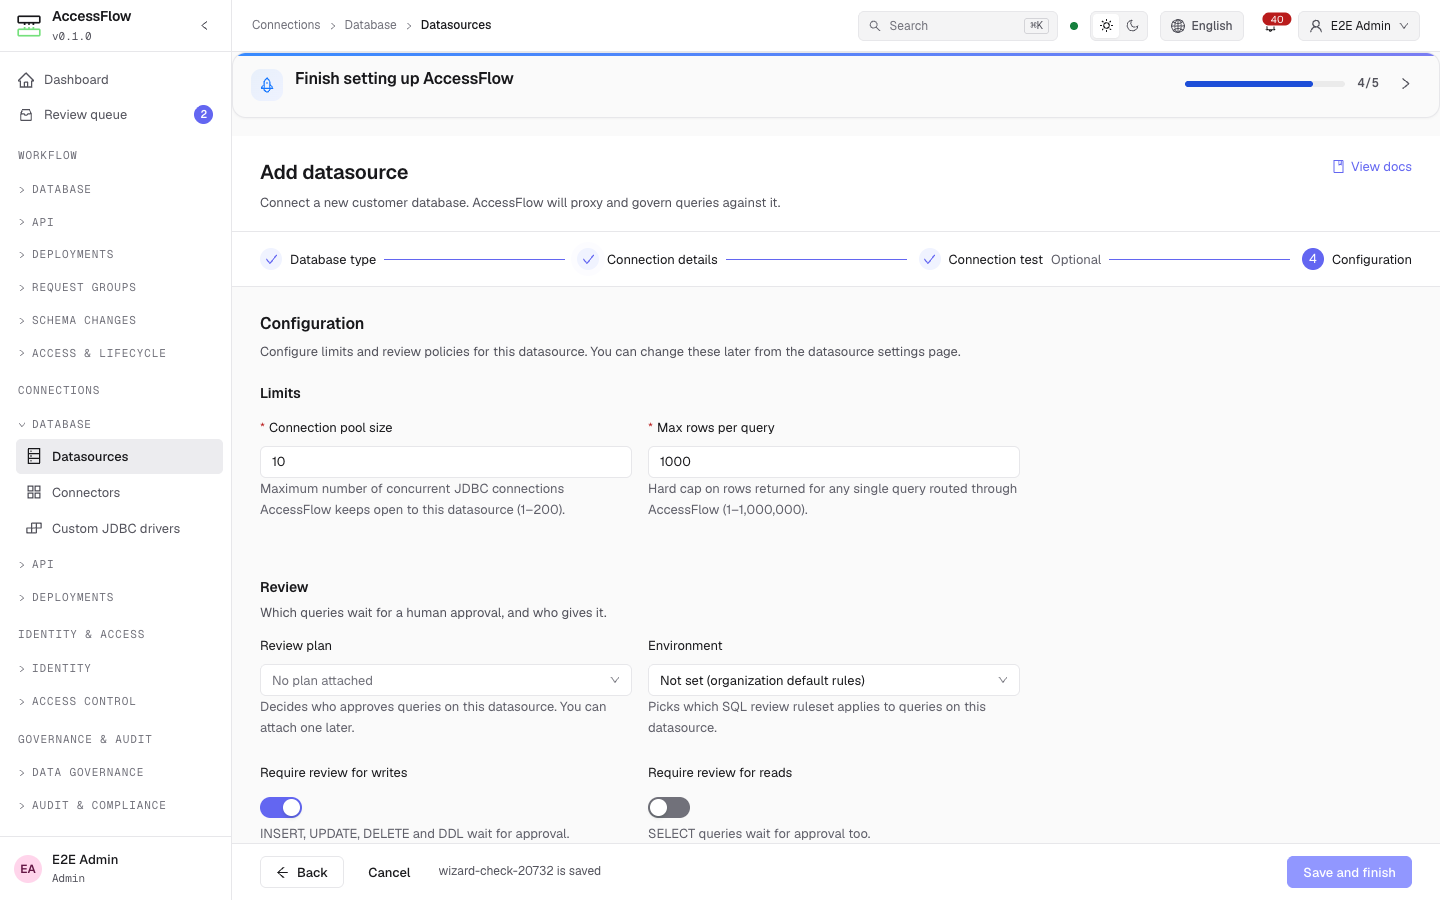 AccessFlow
v0.1.0
Connections
Database
Datasources
Search
⌘K
English
40
E2E Admin
Dashboard
Review queue
2
WORKFLOW
DATABASE
API
DEPLOYMENTS
REQUEST GROUPS
SCHEMA CHANGES
ACCESS & LIFECYCLE
CONNECTIONS
DATABASE
Datasources
Connectors
Custom JDBC drivers
API
DEPLOYMENTS
IDENTITY & ACCESS
IDENTITY
ACCESS CONTROL
GOVERNANCE & AUDIT
DATA GOVERNANCE
AUDIT & COMPLIANCE
EA
E2E Admin
Admin
Finish setting up AccessFlow
4/5
Add datasource
View docs
Connect a new customer database. AccessFlow will proxy and govern queries against it.
Database type
Connection details
Connection test Optional
4 Configuration
Configuration
Configure limits and review policies for this datasource. You can change these later from the datasource settings page.
Limits
* Connection pool size
10
Maximum number of concurrent JDBC connections
AccessFlow keeps open to this datasource (1–200).
* Max rows per query
1000
Hard cap on rows returned for any single query routed through
AccessFlow (1–1,000,000).
Review
Which queries wait for a human approval, and who gives it.
Review plan
No plan attached
Decides who approves queries on this datasource. You can
attach one later.
Environment
Not set (organization default rules)
Picks which SQL review ruleset applies to queries on this
datasource.
Require review for writes
INSERT, UPDATE, DELETE and DDL wait for approval.
Require review for reads
SELECT queries wait for approval too.
Back
Cancel
wizard-check-20732 is saved
Save and finish